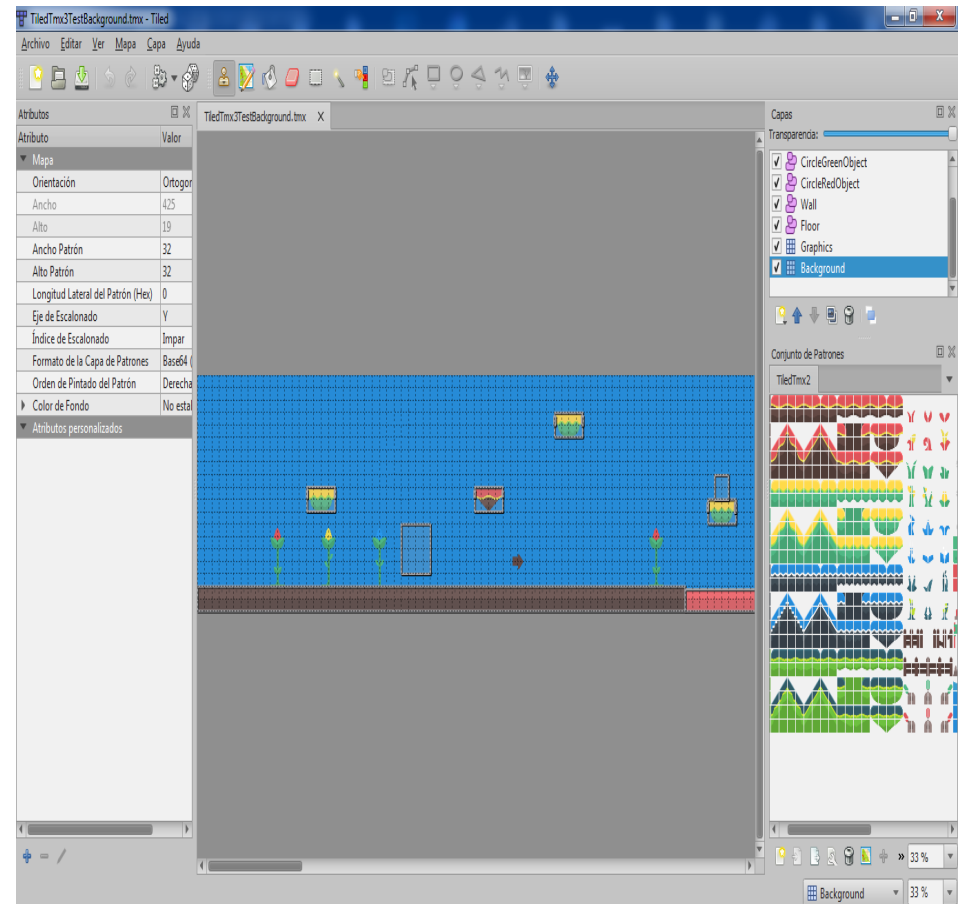 TiledTmx3TestBackground.tmx - Tiled
Archivo Editar Ver Mapa Capa Ayuda
Atributos
Atributo Valor
Mapa
Orientación Ortogor
Ancho 425
Alto 19
Ancho Patrón 32
Alto Patrón 32
Longitud Lateral del Patrón (Hex) 0
Eje de Escalonado Y
Índice de Escalonado Impar
Formato de la Capa de Patrones Base64 (
Orden de Pintado del Patrón Derecha
Color de Fondo No estal
Atributos personalizados
TiledTmx3TestBackground.tmx X
Capas
Transparencia:
CircleGreenObject
CircleRedObject
Wall
Floor
Graphics
Background
Conjunto de Patrones
TiledTmx2
» 33 %
Background 33 %